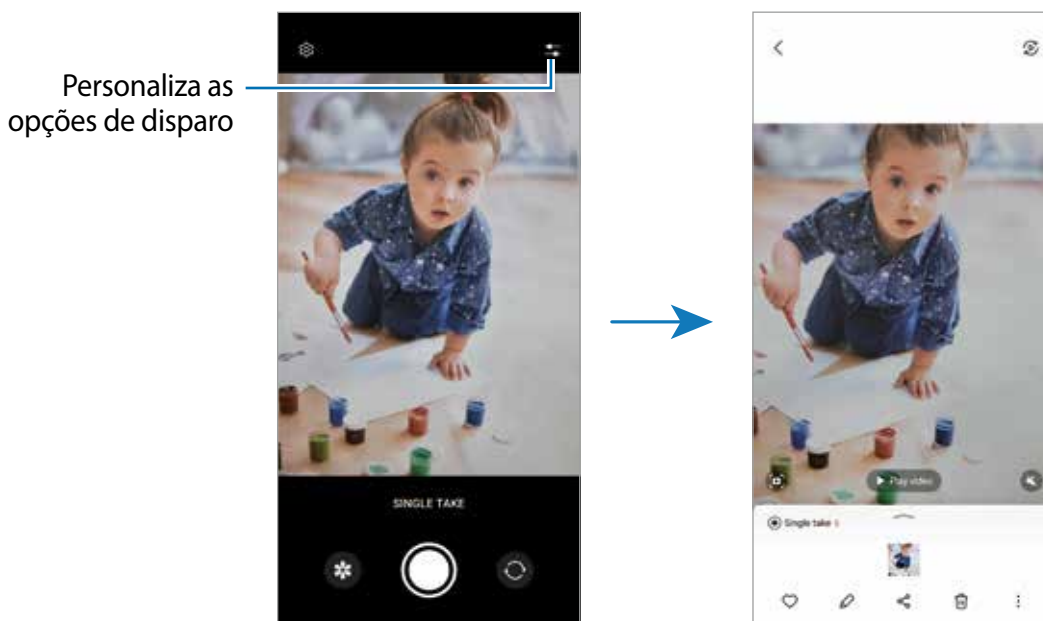 Personaliza as
opções de disparo
SINGLE TAKE
Play video
Single take